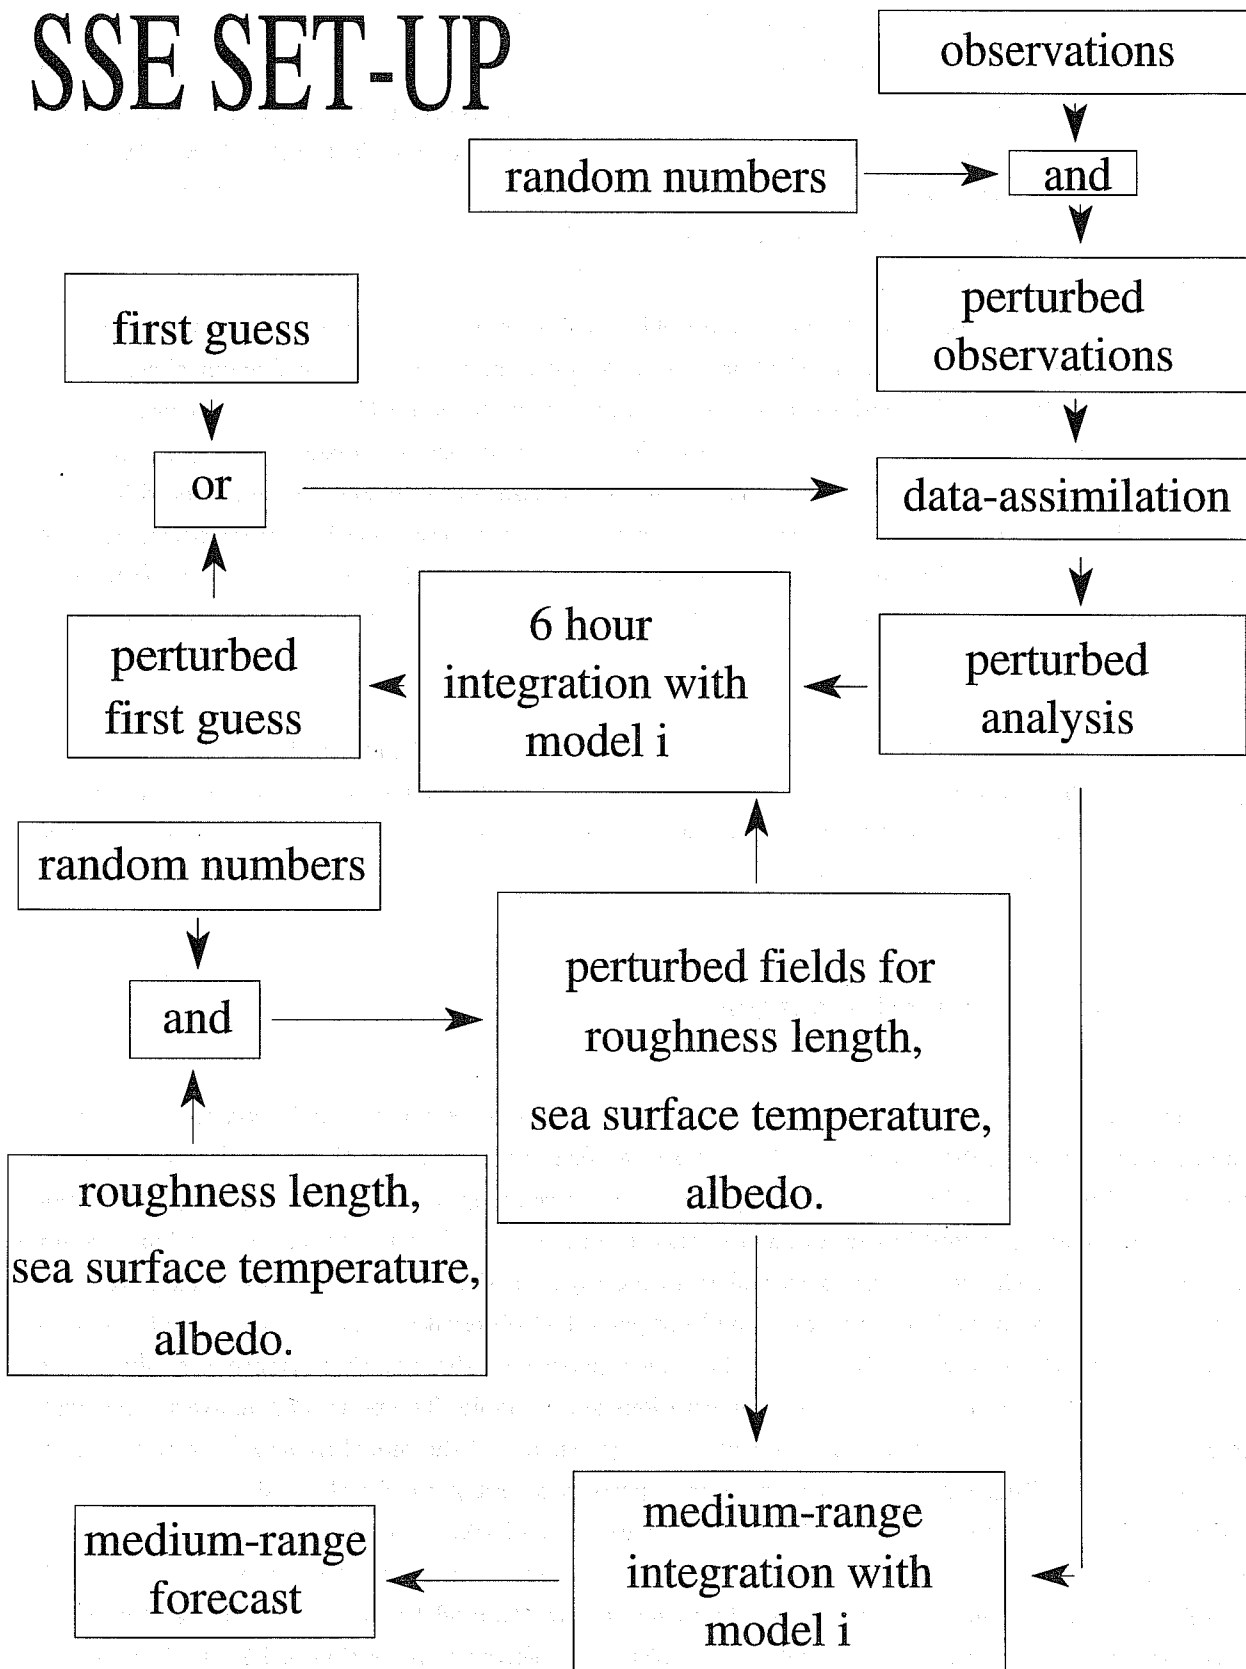 SSE SET-UP
observations
random numbers
and
perturbed
observations
first guess
or
data-assimilation
6 hour
integration with
model i
perturbed
first guess
perturbed
analysis
random numbers
and
perturbed fields for
roughness length,
sea surface temperature,
albedo.
roughness length,
sea surface temperature,
albedo.
medium-range
integration with
model i
medium-range
forecast